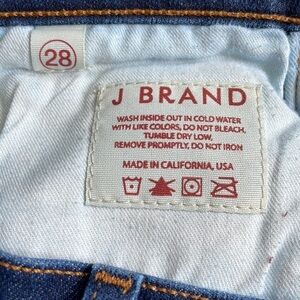 28
J BRAND
WASH INSIDE OUT IN COLD WATER
WITH LIKE COLORS, DO NOT BLEACH,
TUMBLE DRY LOW,
REMOVE PROMPTLY, DO NOT IRON
MADE IN CALIFORNIA, USA